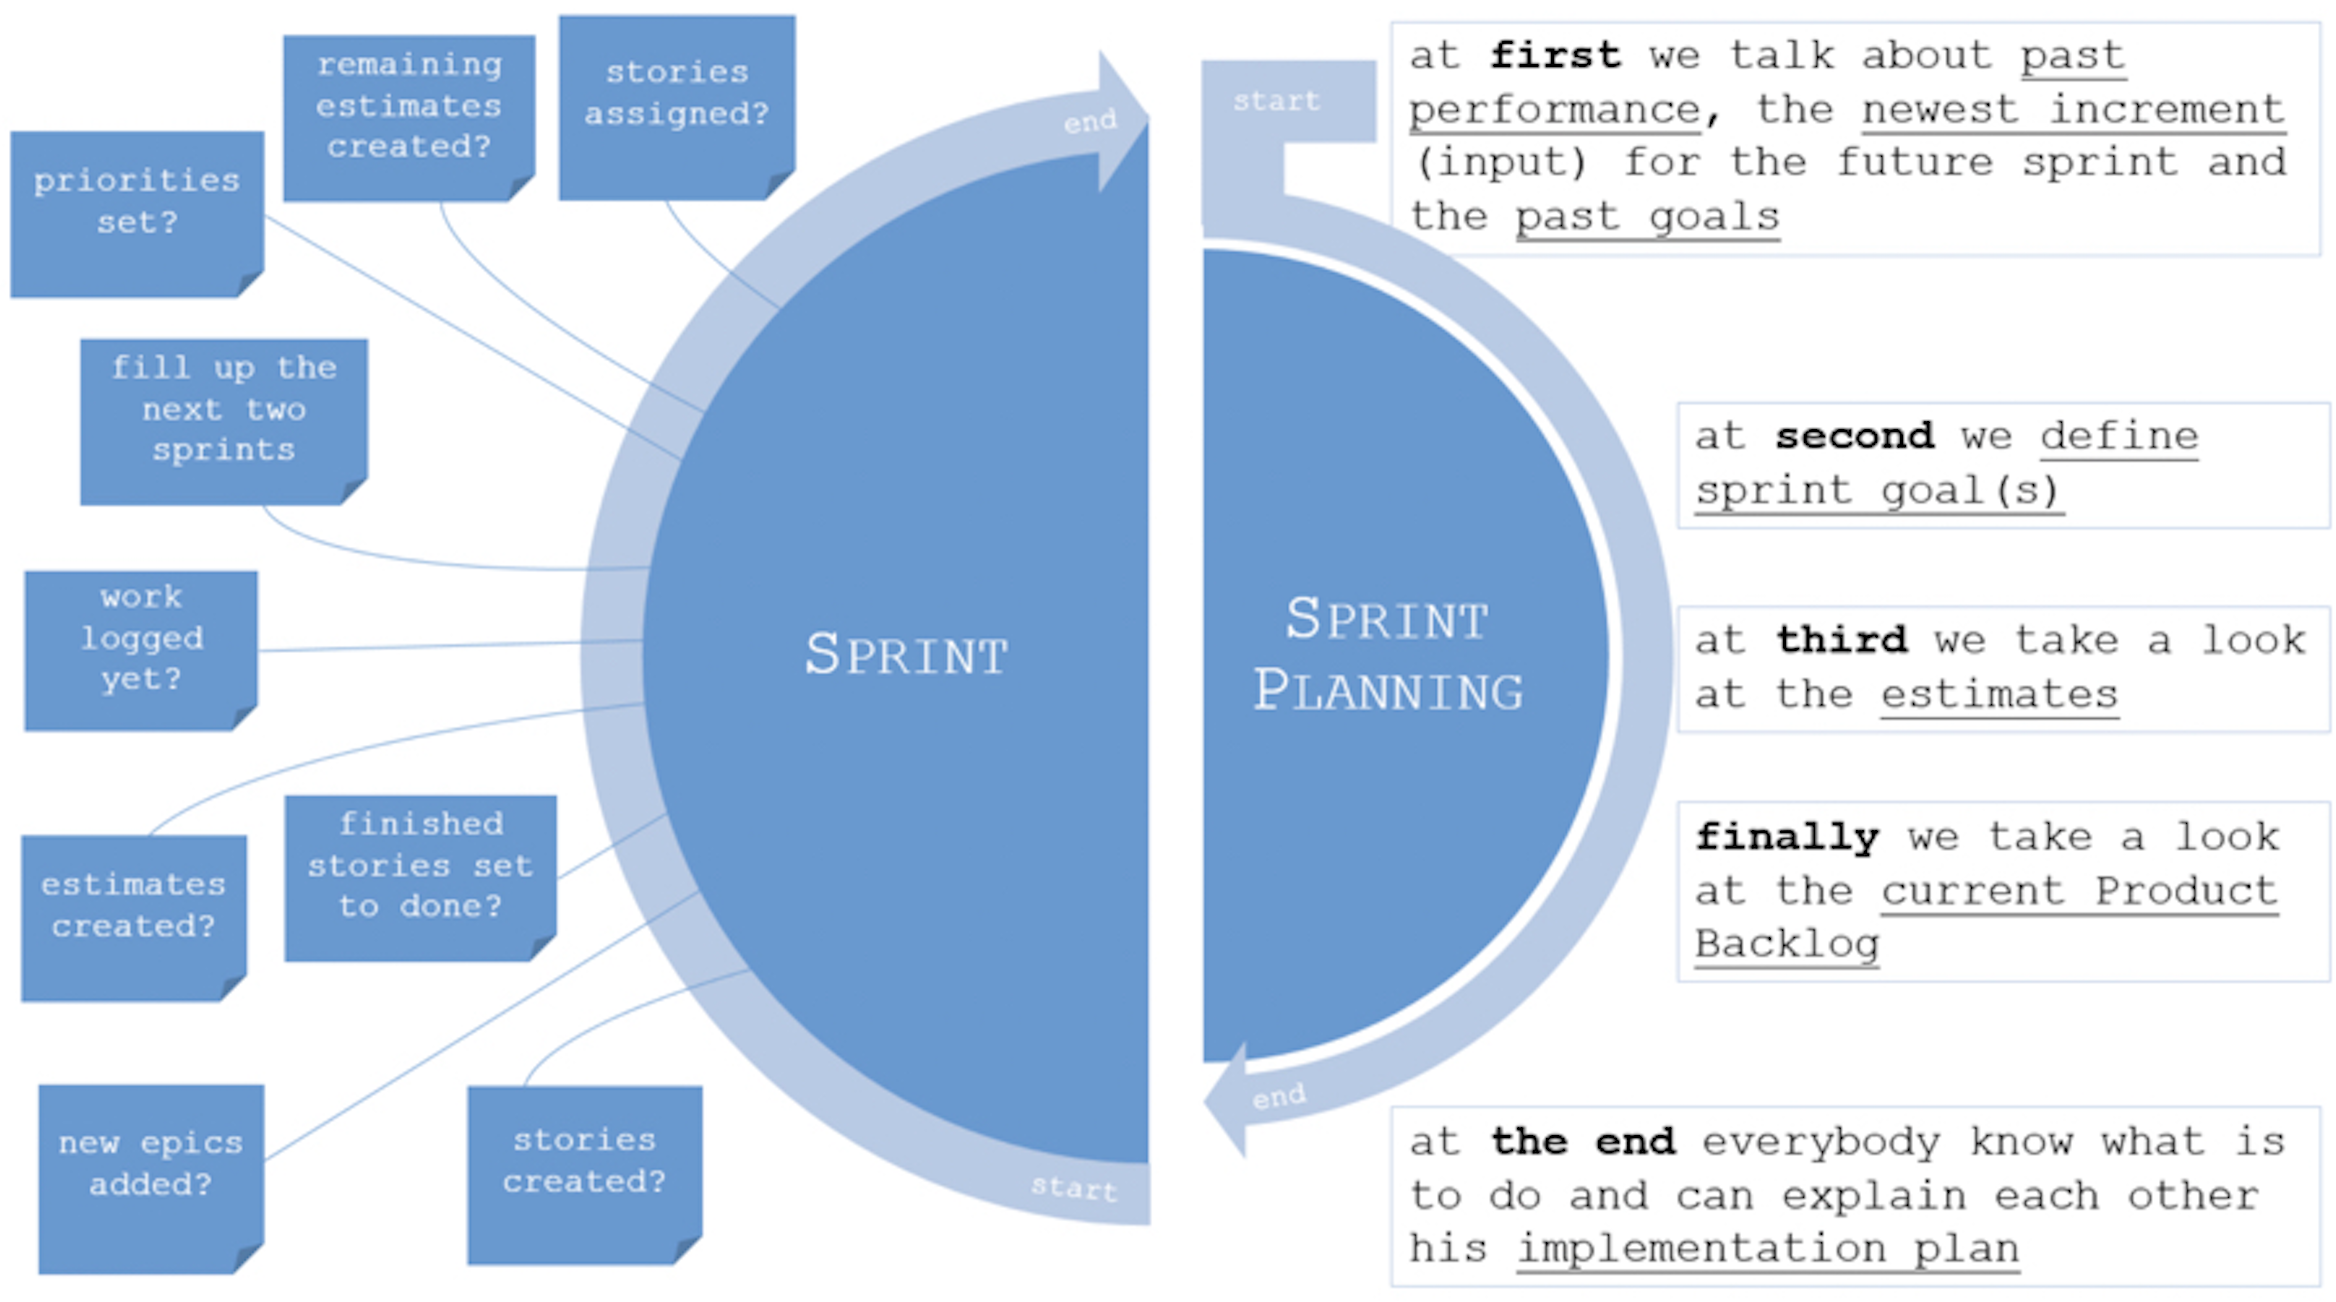 remaining
estimates
created?
stories
assigned?
priorities
set?
fill up the
next two
sprints
work
logged
yet?
estimates
created?
finished
stories set
to done?
new epics
added?
stories
created?
end
SPRINT
start
start
SPRINT
PLANNING
end
at first we talk about past
performance, the newest increment
(input) for the future sprint and
the past goals
at second we define
sprint goal(s)
at third we take a look
at the estimates
finally we take a look
at the current Product
Backlog
at the end everybody know what is
to do and can explain each other
his implementation plan